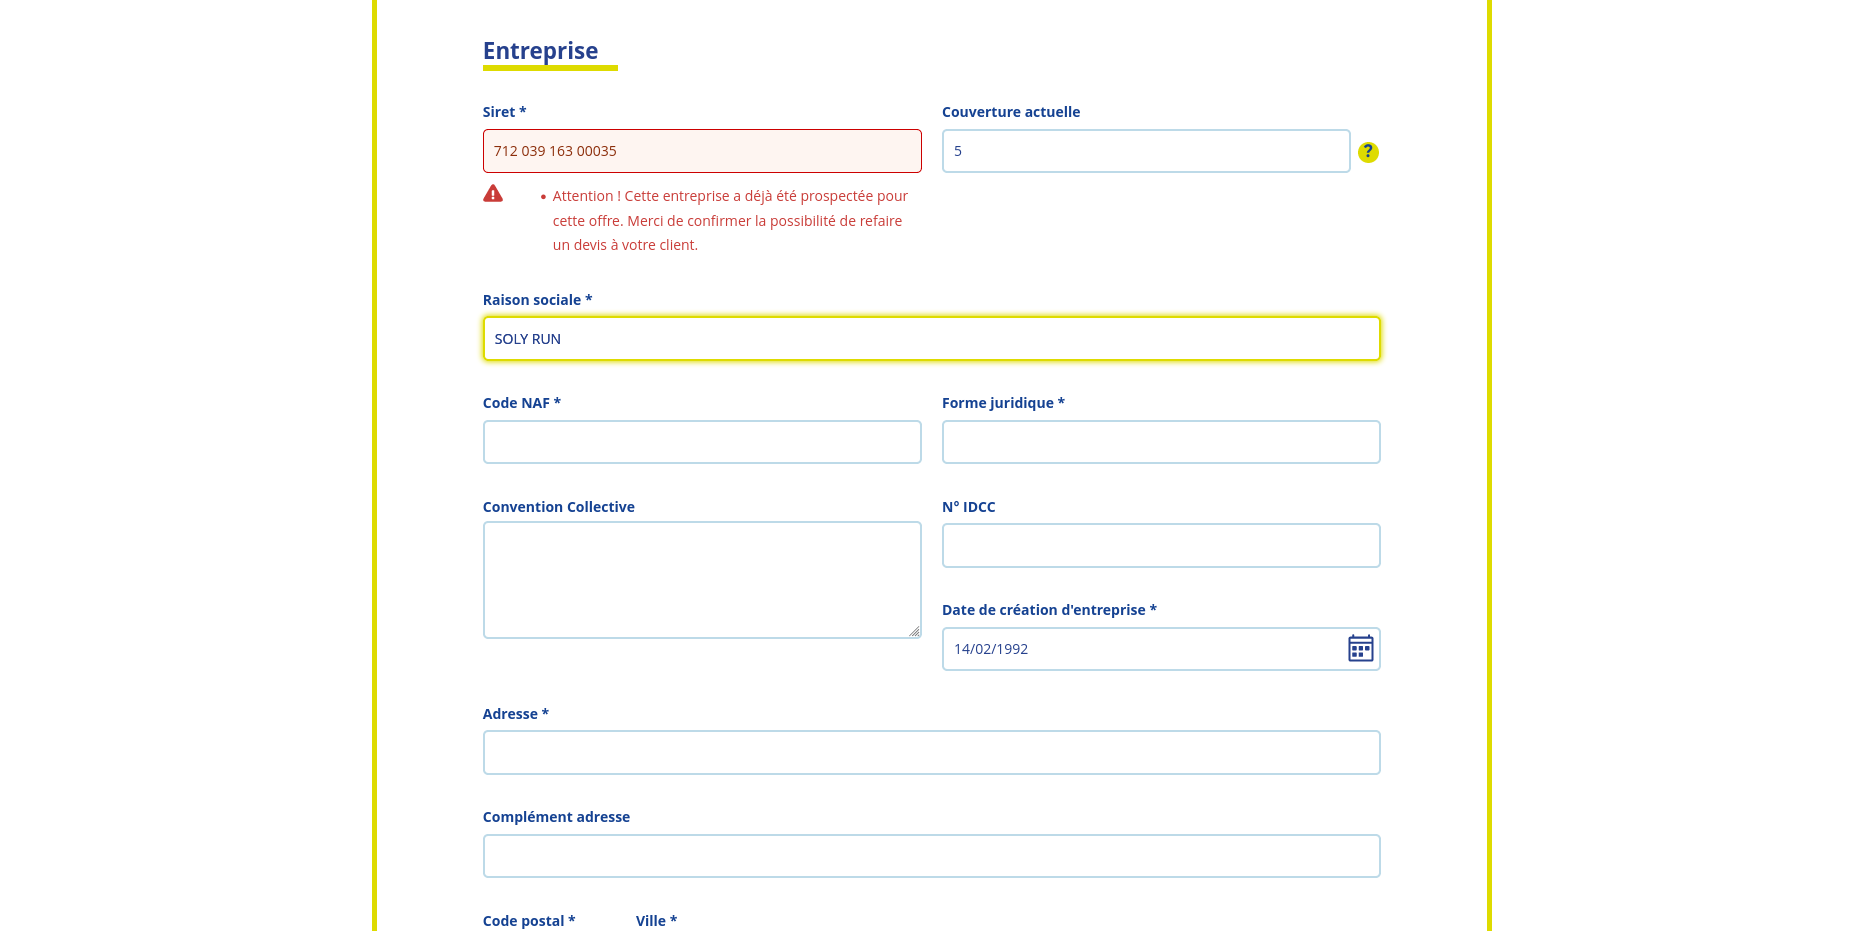 Entreprise
Siret *
Couverture actuelle
712 039 163 00035
5
?
• Attention ! Cette entreprise a déjà été prospectée pour
cette offre. Merci de confirmer la possibilité de refaire
un devis à votre client.
Raison sociale *
SOLY RUN
Code NAF *
Forme juridique *
Convention Collective
N° IDCC
Date de création d'entreprise *
14/02/1992
Adresse *
Complément adresse
Code postal *
Ville *